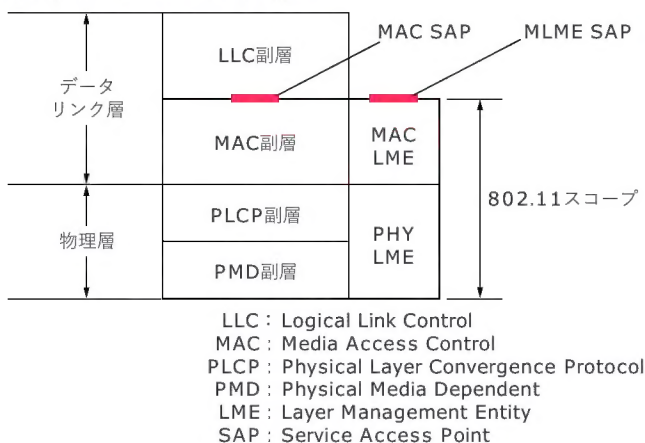 MAC SAP
MLME SAP
LLC副層
データ
リンク層
MAC副層
MAC
LME
802.11スコープ
PLCP副層
物理層
PHY
LME
PMD副層
LLC : Logical Link Control
MAC : Media Access Control
PLCP : Physical Layer Convergence Protocol
PMD : Physical Media Dependent
LME : Layer Management Entity
SAP : Service Access Point